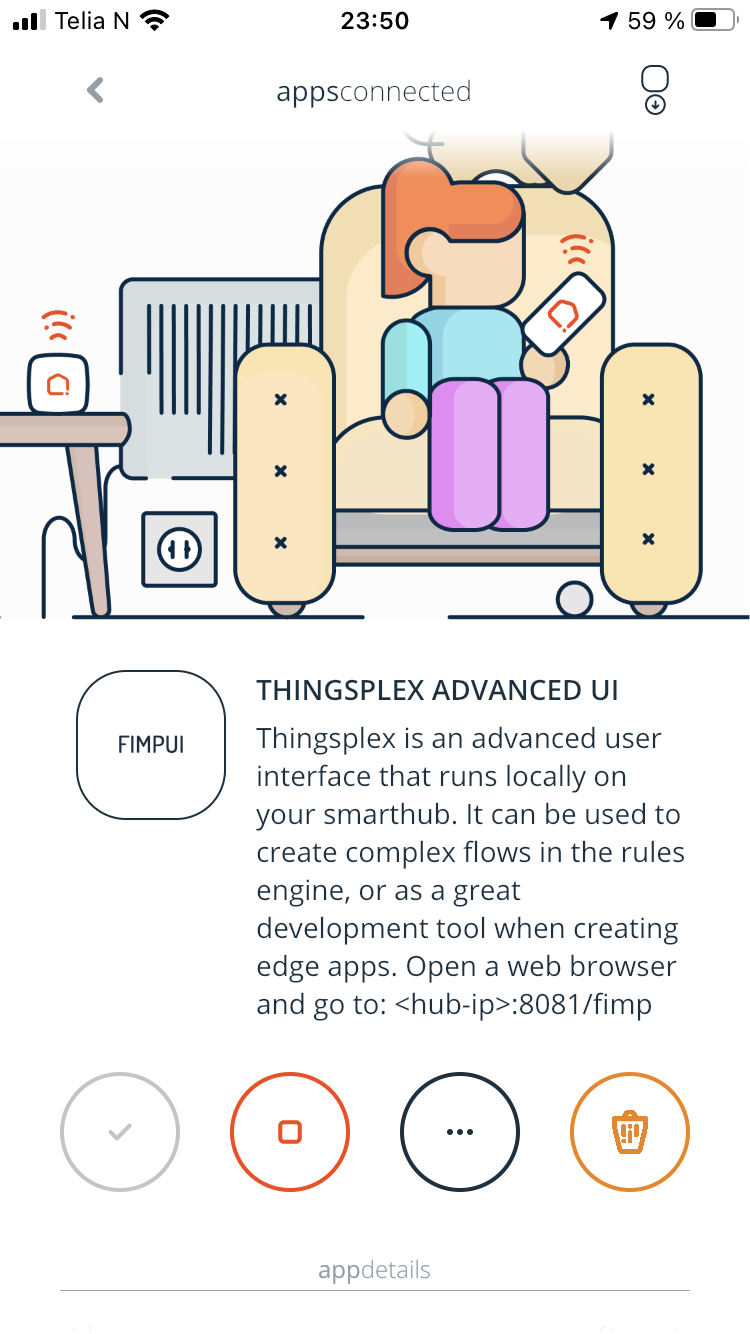 Telia N 23:50 59 %
appsconnected
THINGSPLEX ADVANCED UI
FIMPUI
Thingsplex is an advanced user
interface that runs locally on
your smarthub. It can be used to
create complex flows in the rules
engine, or as a great
development tool when creating
edge apps. Open a web browser
and go to: <hub-ip>:8081/fimp
appdetails